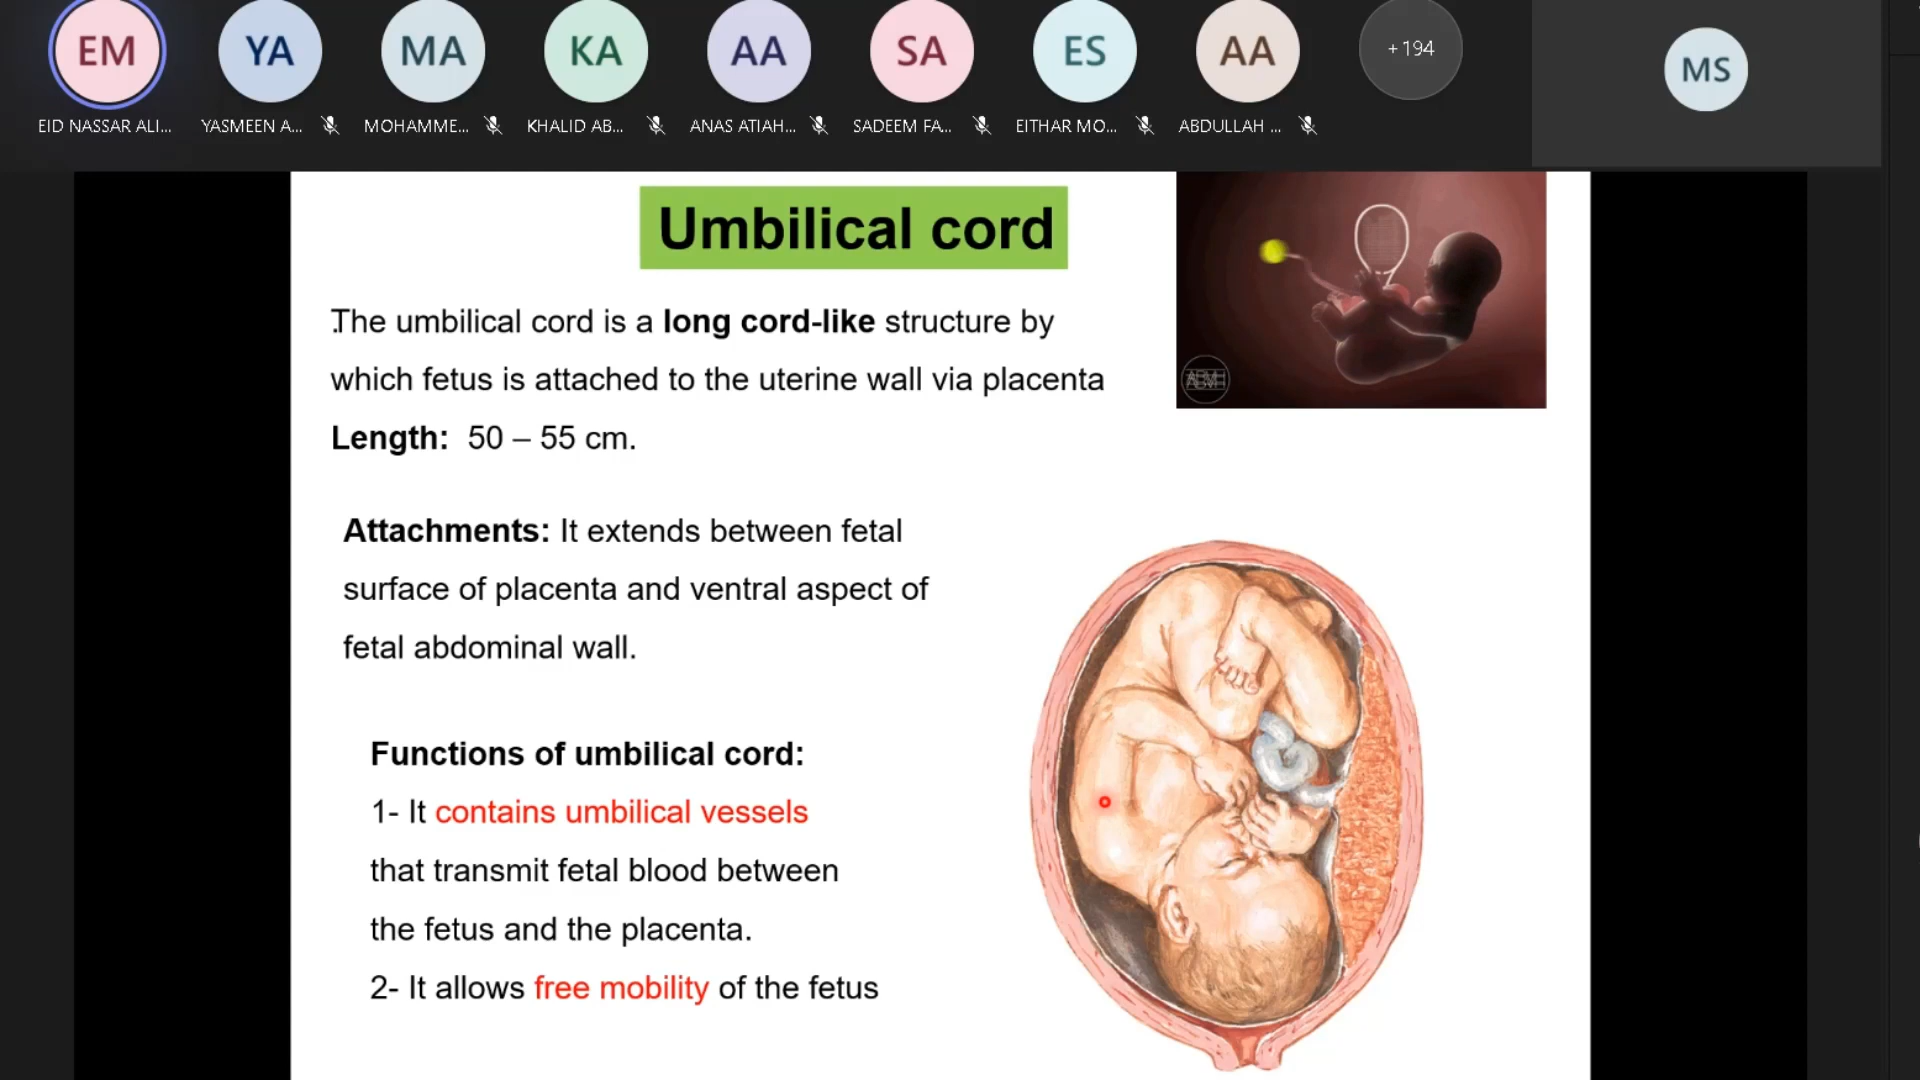 EM YA MA KA AA SA ES AA +194 MS
EID NASSAR ALI... YASMEEN A... MOHAMME... KHALID AB... ANAS ATIAH... SADEEM FA... EITHAR MO... ABDULLAH ...
Umbilical cord
.The umbilical cord is a long cord-like structure by
which fetus is attached to the uterine wall via placenta
Length: 50 – 55 cm.
Attachments: It extends between fetal
surface of placenta and ventral aspect of
fetal abdominal wall.
Functions of umbilical cord:
1- It contains umbilical vessels
that transmit fetal blood between
the fetus and the placenta.
2- It allows free mobility of the fetus